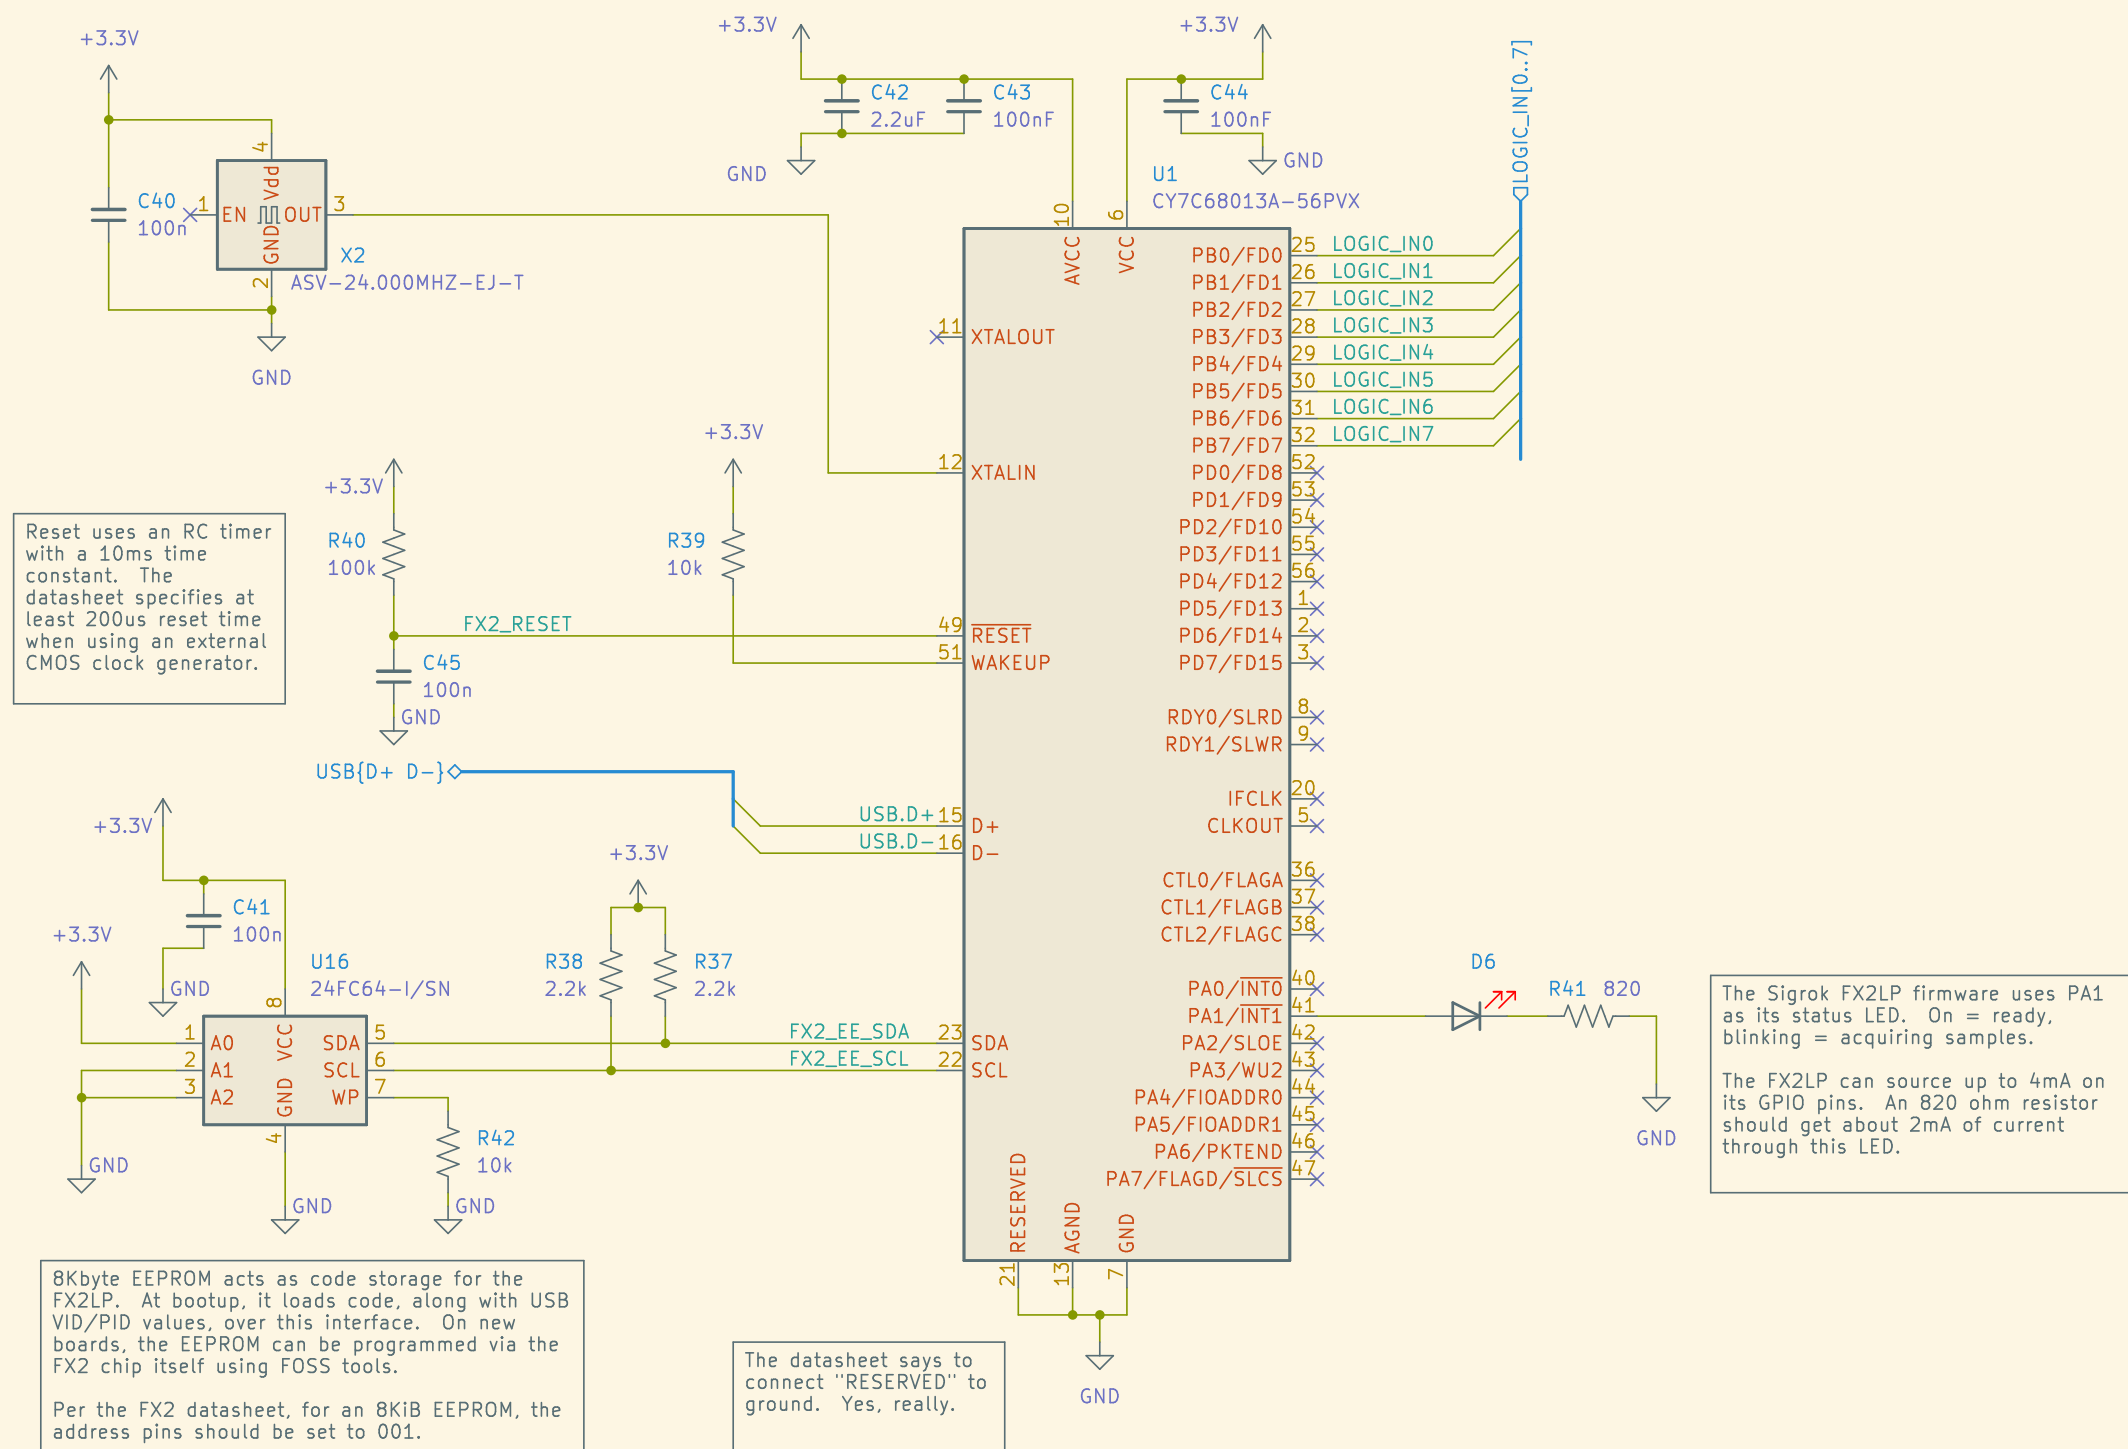 +3.3V
+3.3V
+3.3V
LOGIC_IN[0..7]
C42
2.2uF
C43
100nF
C44
100nF
GND
GND
4
Vdd
C40
100n
1
EN
OUT
3
GND
2
X2
ASV-24.000MHZ-EJ-T
GND
U1
CY7C68013A-56PVX
10
AVCC
6
VCC
PB0/FD0
25
LOGIC_IN0
PB1/FD1
26
LOGIC_IN1
PB2/FD2
27
LOGIC_IN2
11
XTALOUT
PB3/FD3
28
LOGIC_IN3
PB4/FD4
29
LOGIC_IN4
PB5/FD5
30
LOGIC_IN5
PB6/FD6
31
LOGIC_IN6
PB7/FD7
32
LOGIC_IN7
12
XTALIN
PD0/FD8
52
PD1/FD9
53
PD2/FD10
54
PD3/FD11
55
PD4/FD12
56
PD5/FD13
1
PD6/FD14
2
PD7/FD15
3
+3.3V
+3.3V
Reset uses an RC timer
with a 10ms time
constant.  The
datasheet specifies at
least 200us reset time
when using an external
CMOS clock generator.
R40
100k
R39
10k
FX2_RESET
49
RESET
51
WAKEUP
C45
100n
GND
RDY0/SLRD
8
RDY1/SLWR
9
USB{D+ D-}
IFCLK
20
CLKOUT
5
USB.D+
15
D+
USB.D-
16
D-
CTL0/FLAGA
36
CTL1/FLAGB
37
CTL2/FLAGC
38
+3.3V
+3.3V
C41
100n
+3.3V
GND
U16
24FC64-I/SN
R38
2.2k
R37
2.2k
8
VCC
1
A0
SDA
5
2
A1
SCL
6
3
A2
WP
7
GND
4
FX2_EE_SDA
23
SDA
FX2_EE_SCL
22
SCL
R42
10k
GND
GND
GND
PA0/INT0
40
PA1/INT1
41
PA2/SLOE
42
PA3/WU2
43
PA4/FIOADDR0
44
PA5/FIOADDR1
45
PA6/PKTEND
46
PA7/FLAGD/SLCS
47
D6
R41 820
GND
The Sigrok FX2LP firmware uses PA1
as its status LED.  On = ready,
blinking = acquiring samples.
The FX2LP can source up to 4mA on
its GPIO pins.  An 820 ohm resistor
should get about 2mA of current
through this LED.
RESERVED
21
AGND
13
GND
7
GND
8Kbyte EEPROM acts as code storage for the
FX2LP.  At bootup, it loads code, along with USB
VID/PID values, over this interface.  On new
boards, the EEPROM can be programmed via the
FX2 chip itself using FOSS tools.
Per the FX2 datasheet, for an 8KiB EEPROM, the
address pins should be set to 001.
The datasheet says to
connect "RESERVED" to
ground.  Yes, really.